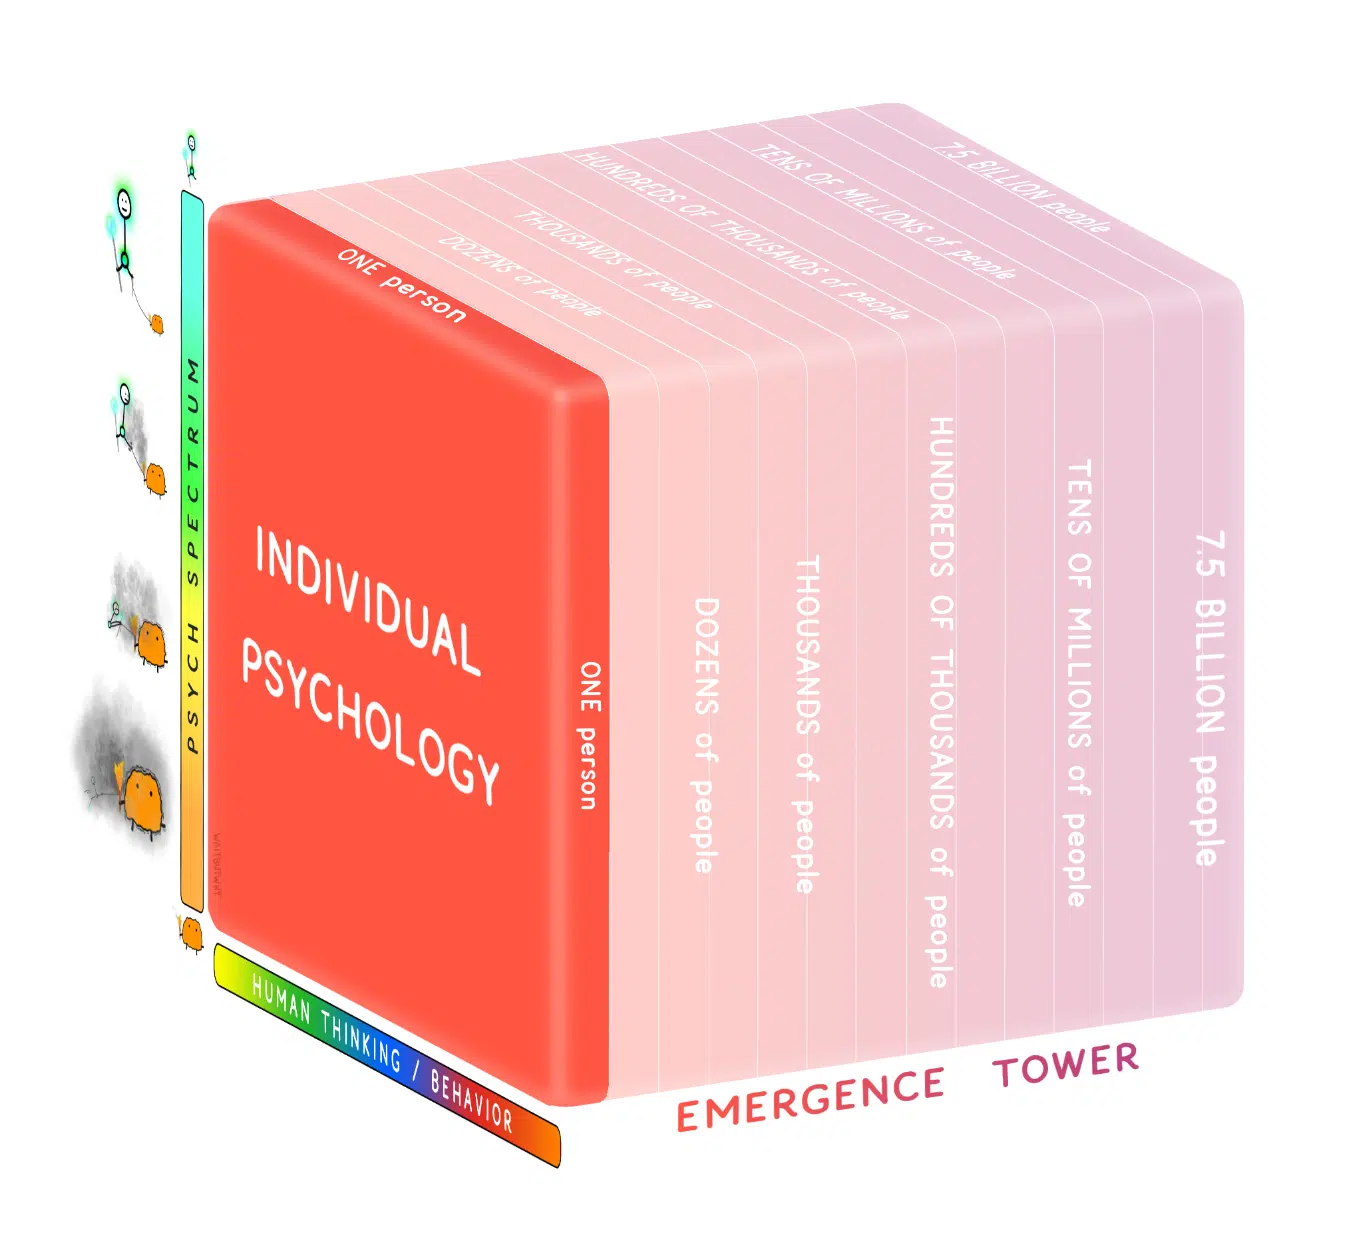 7.5 BILLION people
TENS OF MILLIONS of people
HUNDREDS OF THOUSANDS of people
THOUSANDS of people
DOZENS of people
ONE person
PSYCH SPECTRUM
INDIVIDUAL
PSYCHOLOGY
ONE person
DOZENS of people
THOUSANDS of people
HUNDREDS OF THOUSANDS of people
TENS OF MILLIONS of people
7.5 BILLION people
WAITBUTWHY
HUMAN THINKING / BEHAVIOR
EMERGENCE TOWER